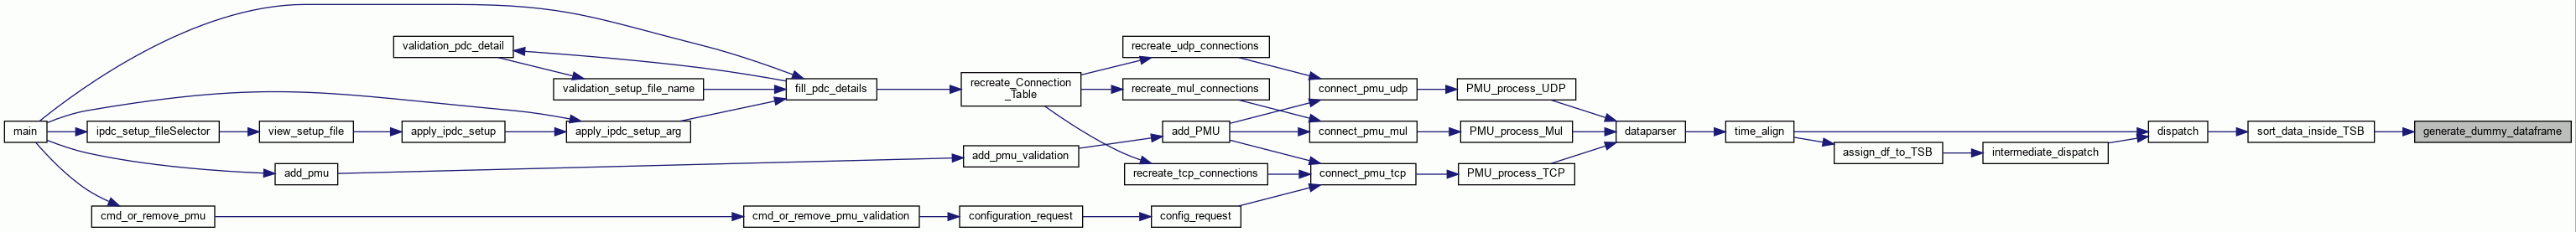 main
ipdc_setup_fileSelector
add_pmu
cmd_or_remove_pmu
view_setup_file
validation_pdc_detail
apply_ipdc_setup
validation_setup_file_name
apply_ipdc_setup_arg
cmd_or_remove_pmu_validation
fill_pdc_details
recreate_Connection
_Table
add_pmu_validation
configuration_request
recreate_udp_connections
recreate_mul_connections
add_PMU
recreate_tcp_connections
config_request
connect_pmu_udp
connect_pmu_mul
connect_pmu_tcp
PMU_process_UDP
PMU_process_Mul
PMU_process_TCP
dataparser
time_align
assign_df_to_TSB
intermediate_dispatch
dispatch
sort_data_inside_TSB
generate_dummy_dataframe